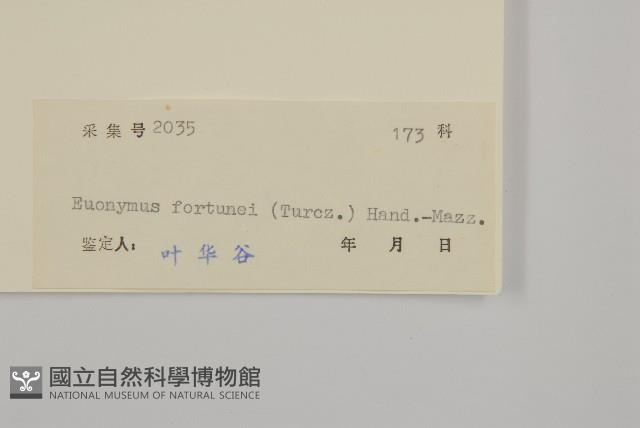 采集号 2035 173 科
Euonymus fortunei (Turcz.) Hand.-Mazz.
鉴定人: 叶华谷 年 月 日
國立自然科學博物館
NATIONAL MUSEUM OF NATURAL SCIENCE